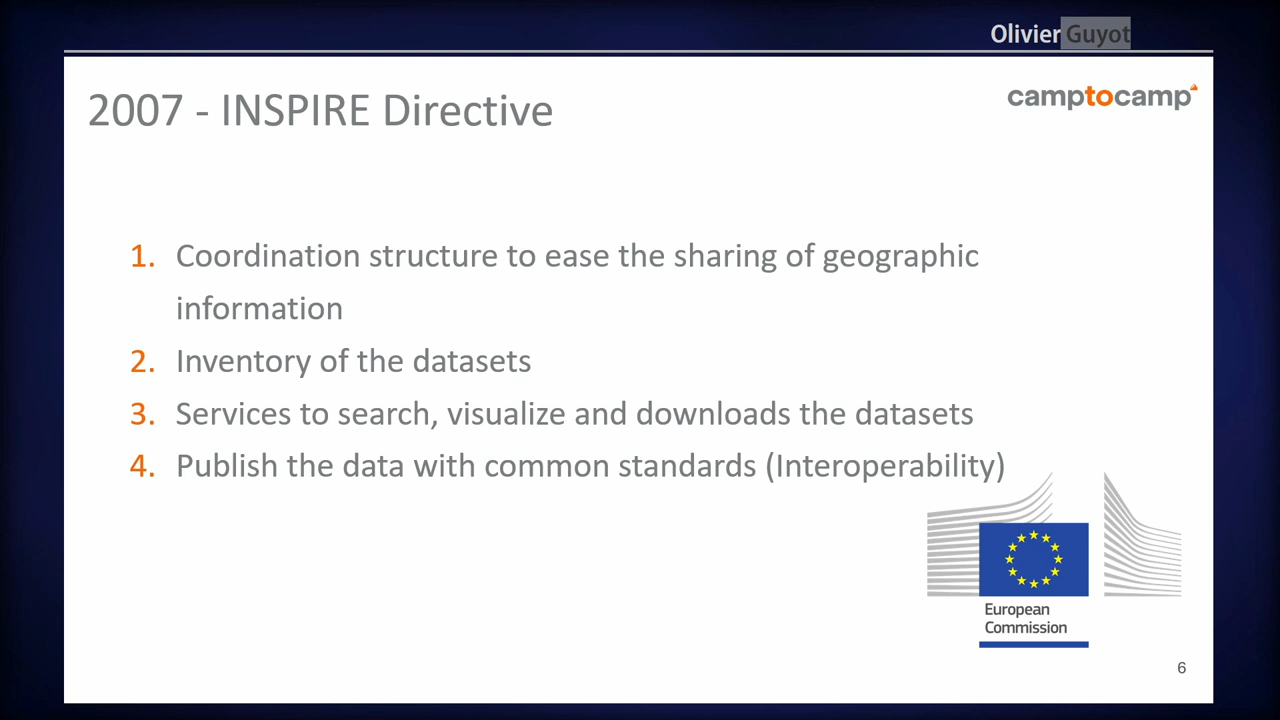 Olivier Guyot
2007 - INSPIRE Directive
camptocamp
1. Coordination structure to ease the sharing of geographic
information
2. Inventory of the datasets
3. Services to search, visualize and downloads the datasets
4. Publish the data with common standards (Interoperability)
European
Commission
6